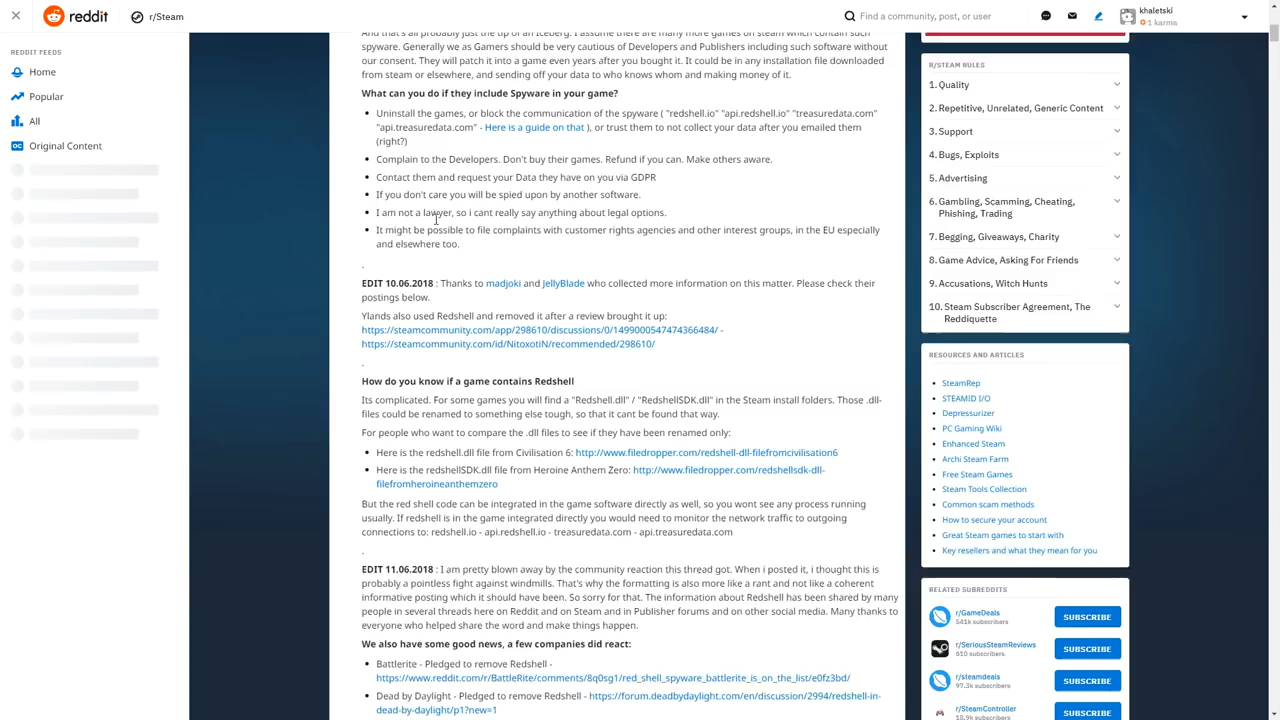 reddit
r/Steam
Find a community, post, or user
khaletski
1 karma
REDDIT FEEDS
Home
Popular
All
Original Content
And that's all probably just the tip of an iceberg. I assume there are many more games on steam which contain such
spyware. Generally we as Gamers should be very cautious of Developers and Publishers including such software without
our consent. They will patch it into a game even years after you bought it. It could be in any installation file downloaded
from steam or elsewhere, and sending off your data to who knows whom and making money of it.
What can you do if they include Spyware in your game?
Uninstall the games, or block the communication of the spyware ( "redshell.io" "api.redshell.io" "treasuredata.com"
"api.treasuredata.com" - Here is a guide on that ), or trust them to not collect your data after you emailed them
(right?)
Complain to the Developers. Don't buy their games. Refund if you can. Make others aware.
Contact them and request your Data they have on you via GDPR
If you don't care you will be spied upon by another software.
I am not a lawyer, so i cant really say anything about legal options.
It might be possible to file complaints with customer rights agencies and other interest groups, in the EU especially
and elsewhere too.
.
EDIT 10.06.2018 : Thanks to madjoki and JellyBlade who collected more information on this matter. Please check their
postings below.
Ylands also used Redshell and removed it after a review brought it up:
https://steamcommunity.com/app/298610/discussions/0/1499000547474366484/ -
https://steamcommunity.com/id/NitoxotiN/recommended/298610/
.
How do you know if a game contains Redshell
Its complicated. For some games you will find a "Redshell.dll" / "RedshellSDK.dll" in the Steam install folders. Those .dll-
files could be renamed to something else tough, so that it cant be found that way.
For people who want to compare the .dll files to see if they have been renamed only:
Here is the redshell.dll file from Civilisation 6: http://www.filedropper.com/redshell-dll-filefromcivilisation6
Here is the redshellSDK.dll file from Heroine Anthem Zero: http://www.filedropper.com/redshellsdk-dll-
filefromheroineanthemzero
But the red shell code can be integrated in the game software directly as well, so you wont see any process running
usually. If redshell is in the game integrated directly you would need to monitor the network traffic to outgoing
connections to: redshell.io - api.redshell.io - treasuredata.com - api.treasuredata.com
.
EDIT 11.06.2018 : I am pretty blown away by the community reaction this thread got. When i posted it, i thought this is
probably a pointless fight against windmills. That's why the formatting is also more like a rant and not like a coherent
informative posting which it should have been. So sorry for that. The information about Redshell has been shared by many
people in several threads here on Reddit and on Steam and in Publisher forums and on other social media. Many thanks to
everyone who helped share the word and make things happen.
We also have some good news, a few companies did react:
Battlerite - Pledged to remove Redshell -
https://www.reddit.com/r/BattleRite/comments/8q0sg1/red_shell_spyware_battlerite_is_on_the_list/e0fz3bd/
Dead by Daylight - Pledged to remove Redshell - https://forum.deadbydaylight.com/en/discussion/2994/redshell-in-
dead-by-daylight/p1?new=1
R/STEAM RULES
1. Quality
2. Repetitive, Unrelated, Generic Content
3. Support
4. Bugs, Exploits
5. Advertising
6. Gambling, Scamming, Cheating,
Phishing, Trading
7. Begging, Giveaways, Charity
8. Game Advice, Asking For Friends
9. Accusations, Witch Hunts
10. Steam Subscriber Agreement, The
Reddiquette
RESOURCES AND ARTICLES
SteamRep
STEAMID I/O
Depressurizer
PC Gaming Wiki
Enhanced Steam
Archi Steam Farm
Free Steam Games
Steam Tools Collection
Common scam methods
How to secure your account
Great Steam games to start with
Key resellers and what they mean for you
RELATED SUBREDDITS
r/GameDeals
541k subscribers
SUBSCRIBE
r/SeriousSteamReviews
610 subscribers
SUBSCRIBE
r/steamdeals
97.3k subscribers
SUBSCRIBE
r/SteamController
18.9k subscribers
SUBSCRIBE